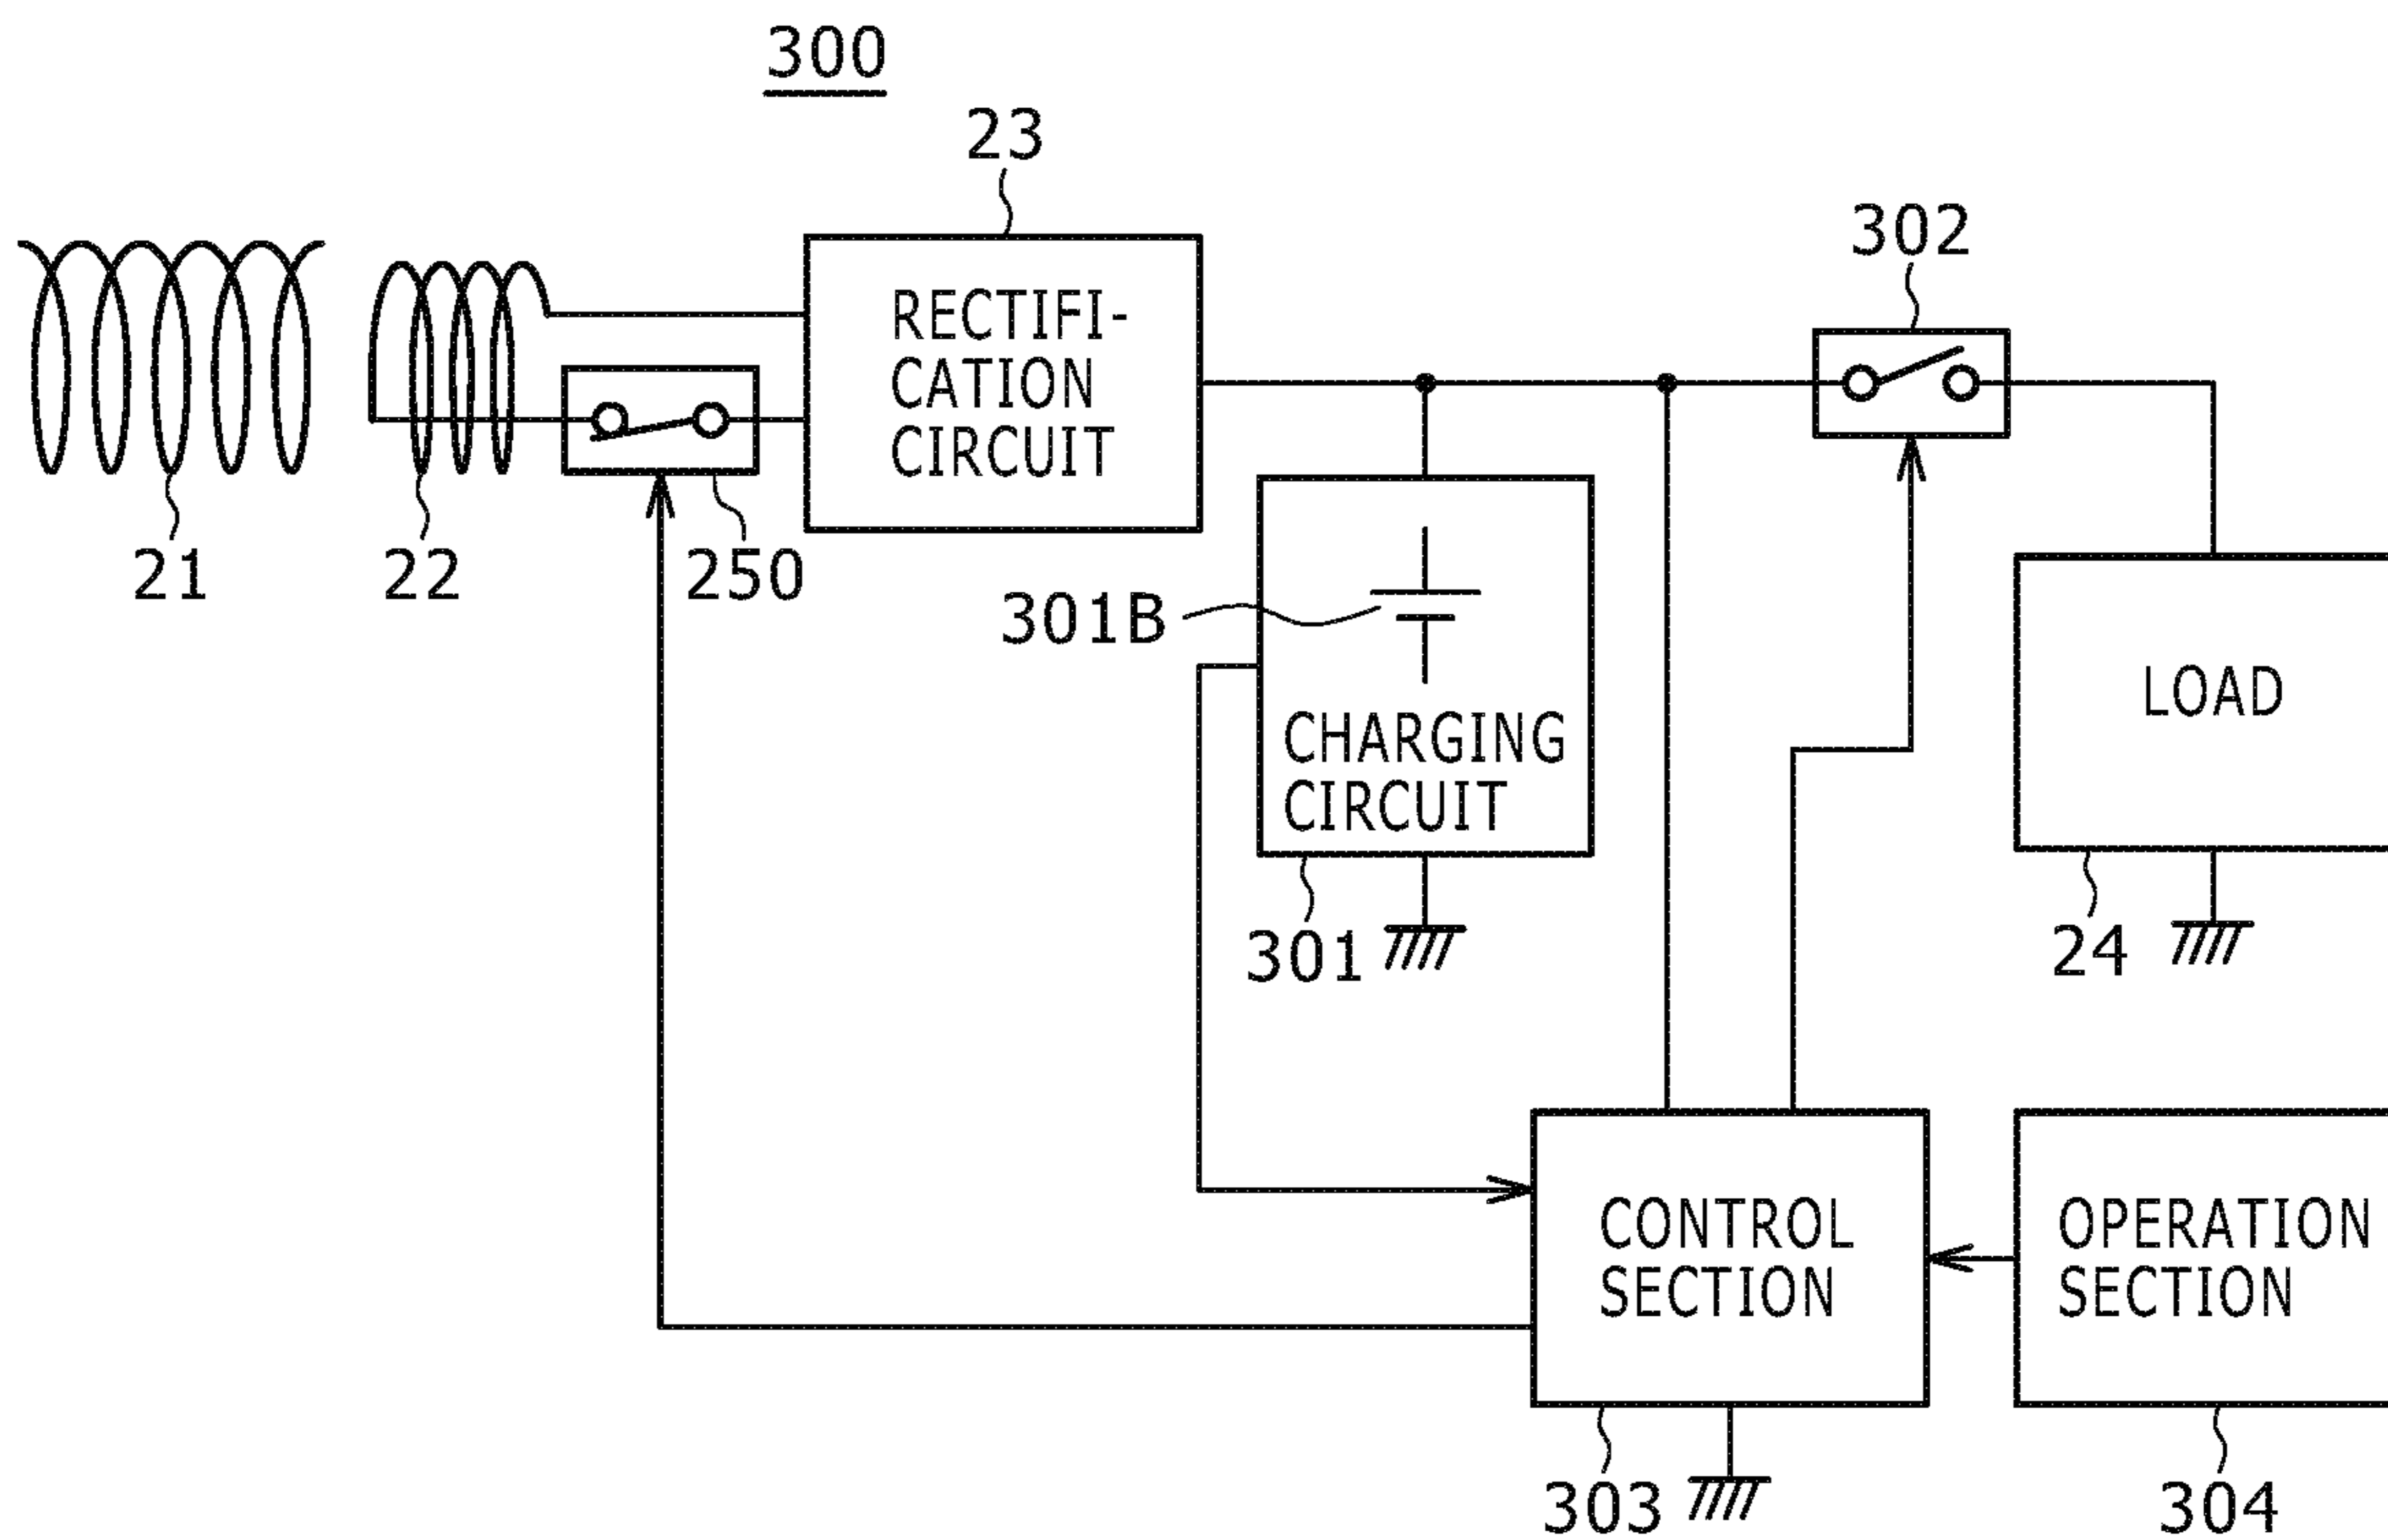 300
23
302
RECTIFI-
CATION
CIRCUIT
21
22
250
301B
LOAD
CHARGING
CIRCUIT
301
24
CONTROL
SECTION
OPERATION
SECTION
303
304